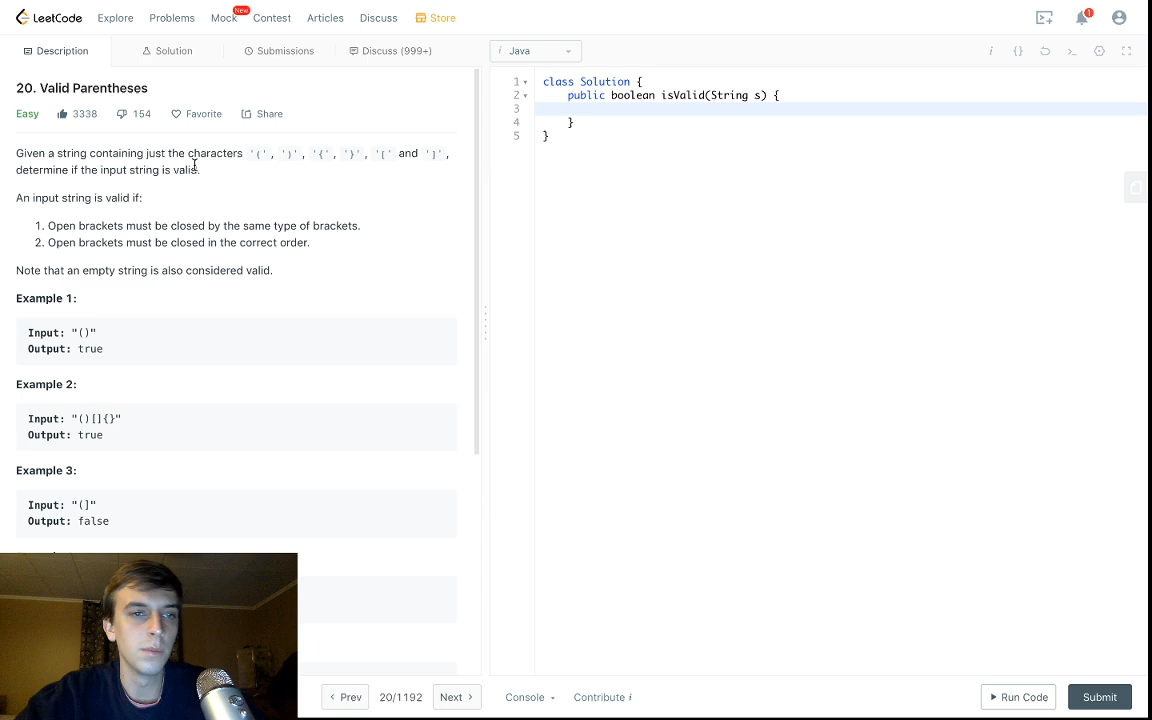 LeetCode Explore Problems Mock New Contest Articles Discuss Store 1
Description Solution Submissions Discuss (999+) i Java i {}
20. Valid Parentheses
Easy 3338 154 Favorite Share
Given a string containing just the characters '(', ')', '{', '}', '[' and ']',
determine if the input string is valid.
An input string is valid if:
1. Open brackets must be closed by the same type of brackets.
2. Open brackets must be closed in the correct order.
Note that an empty string is also considered valid.
Example 1:
Input: "()"
Output: true
Example 2:
Input: "()[]{}"
Output: true
Example 3:
Input: "(]"
Output: false
1 class Solution {
2 public boolean isValid(String s) {
3
4 }
5 }
Prev 20/1192 Next Console Contribute i Run Code Submit